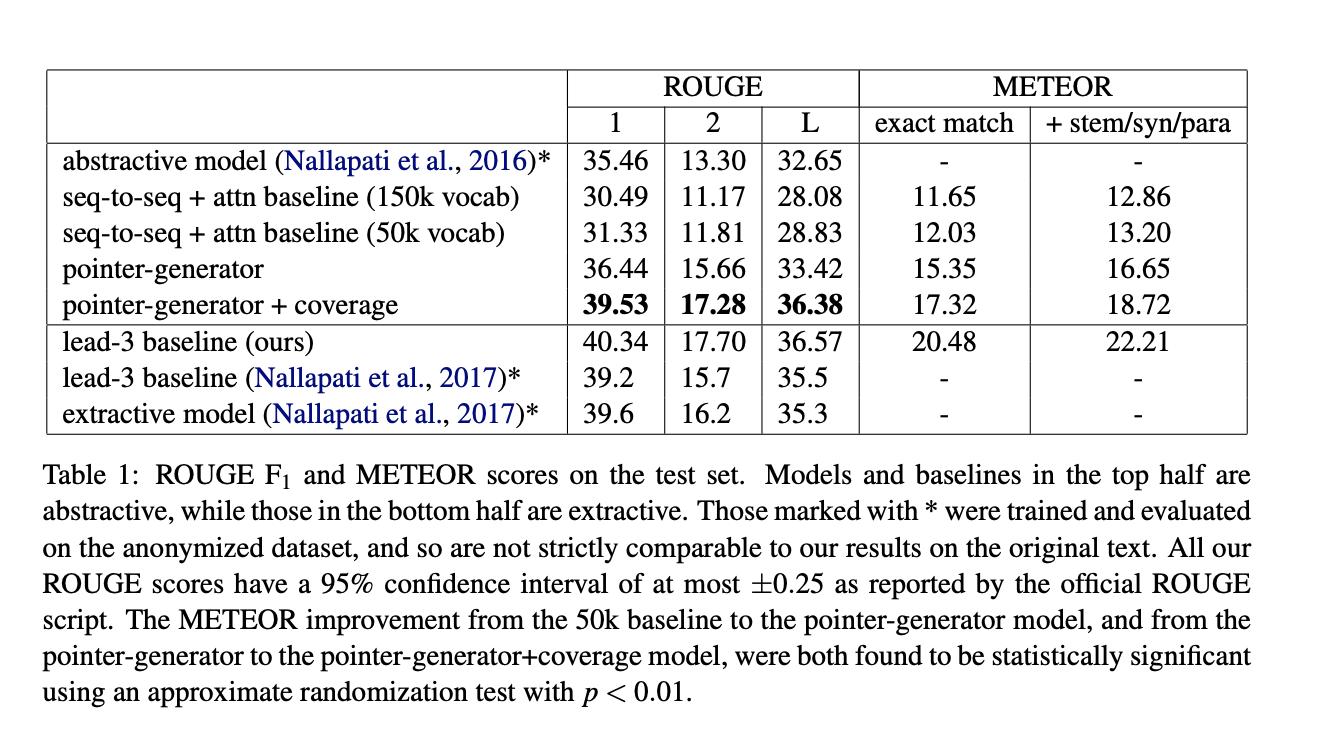 ROUGE METEOR
1 2 L exact match + stem/syn/para
abstractive model (Nallapati et al., 2016)* 35.46 13.30 32.65 - -
seq-to-seq + attn baseline (150k vocab) 30.49 11.17 28.08 11.65 12.86
seq-to-seq + attn baseline (50k vocab) 31.33 11.81 28.83 12.03 13.20
pointer-generator 36.44 15.66 33.42 15.35 16.65
pointer-generator + coverage 39.53 17.28 36.38 17.32 18.72
lead-3 baseline (ours) 40.34 17.70 36.57 20.48 22.21
lead-3 baseline (Nallapati et al., 2017)* 39.2 15.7 35.5 - -
extractive model (Nallapati et al., 2017)* 39.6 16.2 35.3 - -
Table 1: ROUGE F1 and METEOR scores on the test set. Models and baselines in the top half are
abstractive, while those in the bottom half are extractive. Those marked with * were trained and evaluated
on the anonymized dataset, and so are not strictly comparable to our results on the original text. All our
ROUGE scores have a 95% confidence interval of at most ±0.25 as reported by the official ROUGE
script. The METEOR improvement from the 50k baseline to the pointer-generator model, and from the
pointer-generator to the pointer-generator+coverage model, were both found to be statistically significant
using an approximate randomization test with p < 0.01.